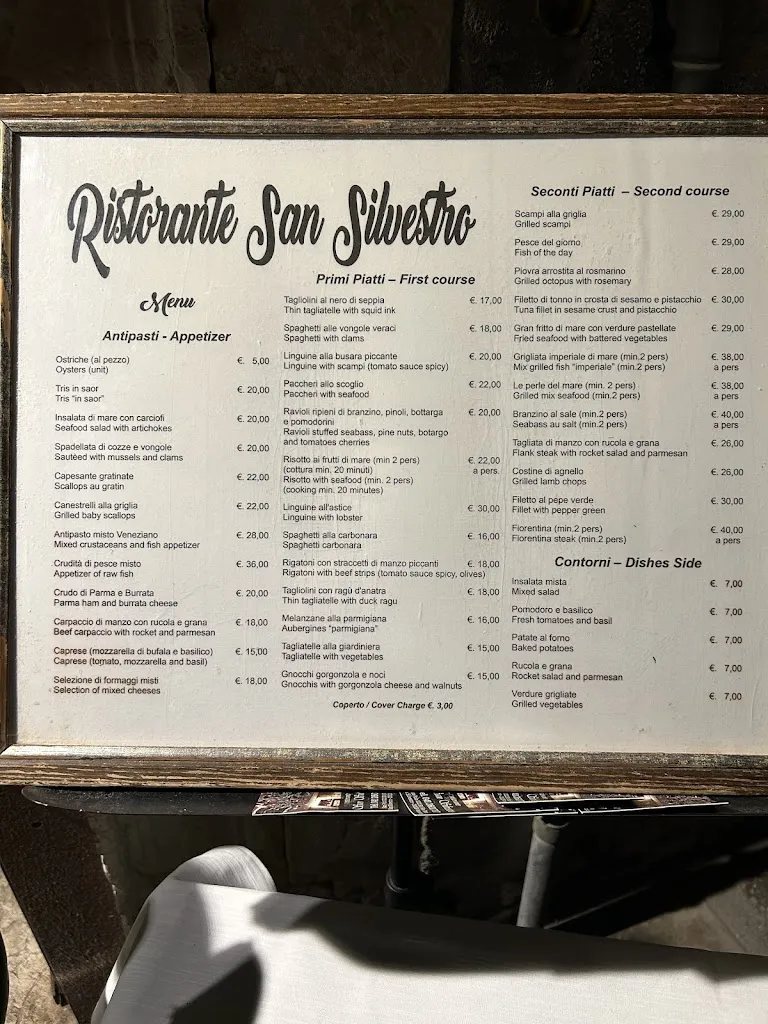 Ristorante San Silvestro
Menu
Antipasti - Appetizer
Ostriche (al pezzo) €. 5,00
Oysters (unit)
Tris in saor €. 20,00
Tris "in saor"
Insalata di mare con carciofi €. 20,00
Seafood salad with artichokes
Spadellata di cozze e vongole €. 20,00
Sautéed with mussels and clams
Capesante gratinate €. 22,00
Scallops au gratin
Canestrelli alla griglia €. 22,00
Grilled baby scallops
Antipasto misto Veneziano €. 28,00
Mixed crustaceans and fish appetizer
Crudità di pesce misto €. 36,00
Appetizer of raw fish
Crudo di Parma e Burrata €. 20,00
Parma ham and burrata cheese
Carpaccio di manzo con rucola e grana €. 18,00
Beef carpaccio with rocket and parmesan
Caprese (mozzarella di bufala e basilico) €. 15,00
Caprese (tomato, mozzarella and basil)
Selezione di formaggi misti €. 18,00
Selection of mixed cheeses
Primi Piatti – First course
Tagliolini al nero di seppia €. 17,00
Thin tagliatelle with squid ink
Spaghetti alle vongole veraci €. 18,00
Spaghetti with clams
Linguine alla busara piccante €. 20,00
Linguine with scampi (tomato sauce spicy)
Paccheri allo scoglio €. 22,00
Paccheri with seafood
Ravioli ripieni di branzino, pinoli, bottarga €. 20,00
e pomodorini
Ravioli stuffed seabass, pine nuts, botargo
and tomatoes cherries
Risotto ai frutti di mare (min 2 pers) €. 22,00
(cottura min. 20 minuti) a pers.
Risotto with seafood (min. 2 pers)
(cooking min. 20 minutes)
Linguine all'astice €. 30,00
Linguine with lobster
Spaghetti alla carbonara €. 16,00
Spaghetti carbonara
Rigatoni con straccetti di manzo piccanti €. 18,00
Rigatoni with beef strips (tomato sauce spicy, olives)
Tagliolini con ragù d'anatra €. 18,00
Thin tagliatelle with duck ragu
Melanzane alla parmigiana €. 16,00
Aubergines "parmigiana"
Tagliatelle alla giardiniera €. 15,00
Tagliatelle with vegetables
Gnocchi gorgonzola e noci €. 15,00
Gnocchis with gorgonzola cheese and walnuts
Coperto / Cover Charge €. 3,00
Seconti Piatti – Second course
Scampi alla griglia €. 29,00
Grilled scampi
Pesce del giorno €. 29,00
Fish of the day
Piovra arrostita al rosmarino €. 28,00
Grilled octopus with rosemary
Filetto di tonno in crosta di sesamo e pistacchio €. 30,00
Tuna fillet in sesame crust and pistacchio
Gran fritto di mare con verdure pastellate €. 29,00
Fried seafood with battered vegetables
Grigliata imperiale di mare (min.2 pers) €. 38,00
Mix grilled fish "imperiale" (min.2 pers) a pers
Le perle del mare (min. 2 pers) €. 38,00
Grilled mix seafood (min.2 pers) a pers
Branzino al sale (min.2 pers) €. 40,00
Seabass au salt (min.2 pers) a pers
Tagliata di manzo con rucola e grana €. 26,00
Flank steak with rocket salad and parmesan
Costine di agnello €. 26,00
Grilled lamb chops
Filetto al pepe verde €. 30,00
Fillet with pepper green
Fiorentina (min.2 pers) €. 40,00
Fiorentina steak (min.2 pers) a pers
Contorni – Dishes Side
Insalata mista €. 7,00
Mixed salad
Pomodoro e basilico €. 7,00
Fresh tomatoes and basil
Patate al forno €. 7,00
Baked potatoes
Rucola e grana €. 7,00
Rocket salad and parmesan
Verdure grigliate €. 7,00
Grilled vegetables